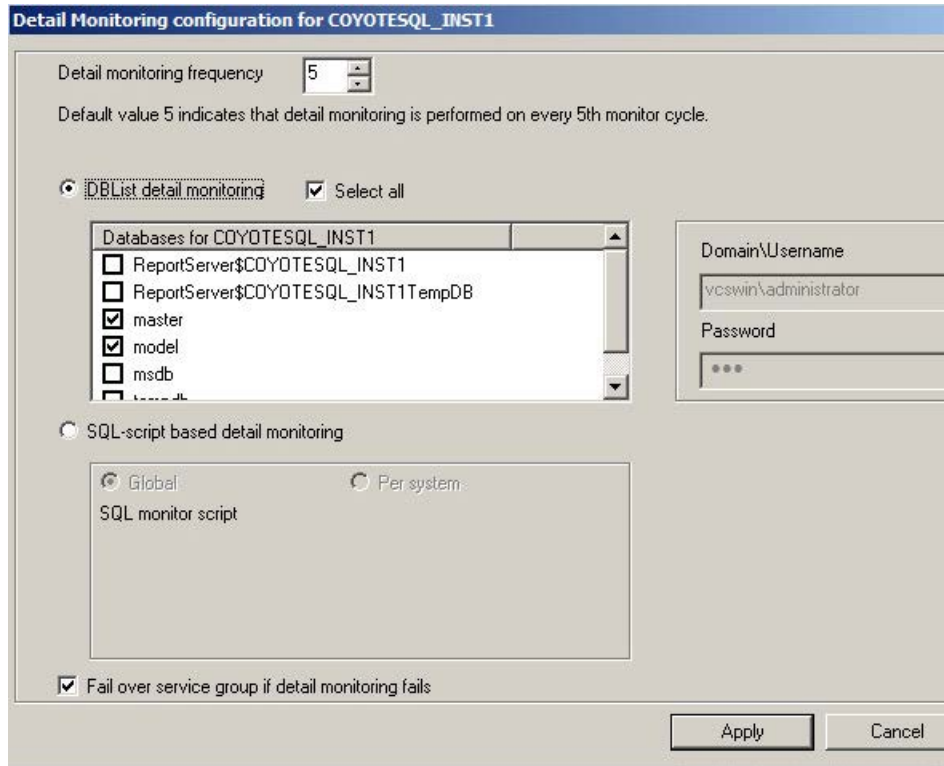 Detail Monitoring configuration for COYOTESQL_INST1
Detail monitoring frequency 5
Default value 5 indicates that detail monitoring is performed on every 5th monitor cycle.
DBList detail monitoring Select all
Databases for COYOTESQL_INST1
ReportServer$COYOTESQL_INST1
ReportServer$COYOTESQL_INST1TempDB
master
model
msdb
Domain\Username
vcswin\administrator
Password
SQL-script based detail monitoring
Global Per system
SQL monitor script
Fail over service group if detail monitoring fails
Apply Cancel